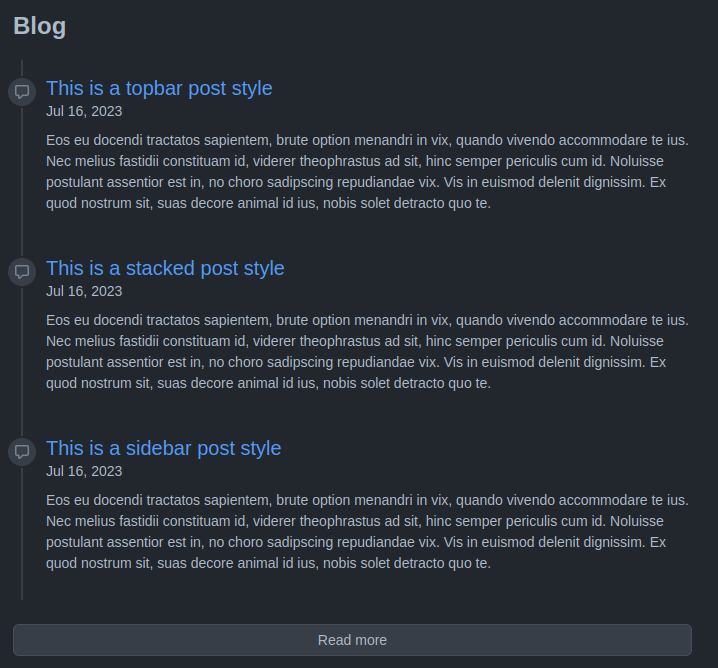 Blog
This is a topbar post style
Jul 16, 2023
Eos eu docendi tractatos sapientem, brute option menandri in vix, quando vivendo accommodare te ius.
Nec melius fastidii constituam id, viderer theophrastus ad sit, hinc semper periculis cum id. Noluisse
postulant assentior est in, no choro sadipscing repudiandae vix. Vis in euismod delenit dignissim. Ex
quod nostrum sit, suas decore animal id ius, nobis solet detracto quo te.
This is a stacked post style
Jul 16, 2023
Eos eu docendi tractatos sapientem, brute option menandri in vix, quando vivendo accommodare te ius.
Nec melius fastidii constituam id, viderer theophrastus ad sit, hinc semper periculis cum id. Noluisse
postulant assentior est in, no choro sadipscing repudiandae vix. Vis in euismod delenit dignissim. Ex
quod nostrum sit, suas decore animal id ius, nobis solet detracto quo te.
This is a sidebar post style
Jul 16, 2023
Eos eu docendi tractatos sapientem, brute option menandri in vix, quando vivendo accommodare te ius.
Nec melius fastidii constituam id, viderer theophrastus ad sit, hinc semper periculis cum id. Noluisse
postulant assentior est in, no choro sadipscing repudiandae vix. Vis in euismod delenit dignissim. Ex
quod nostrum sit, suas decore animal id ius, nobis solet detracto quo te.
Read more